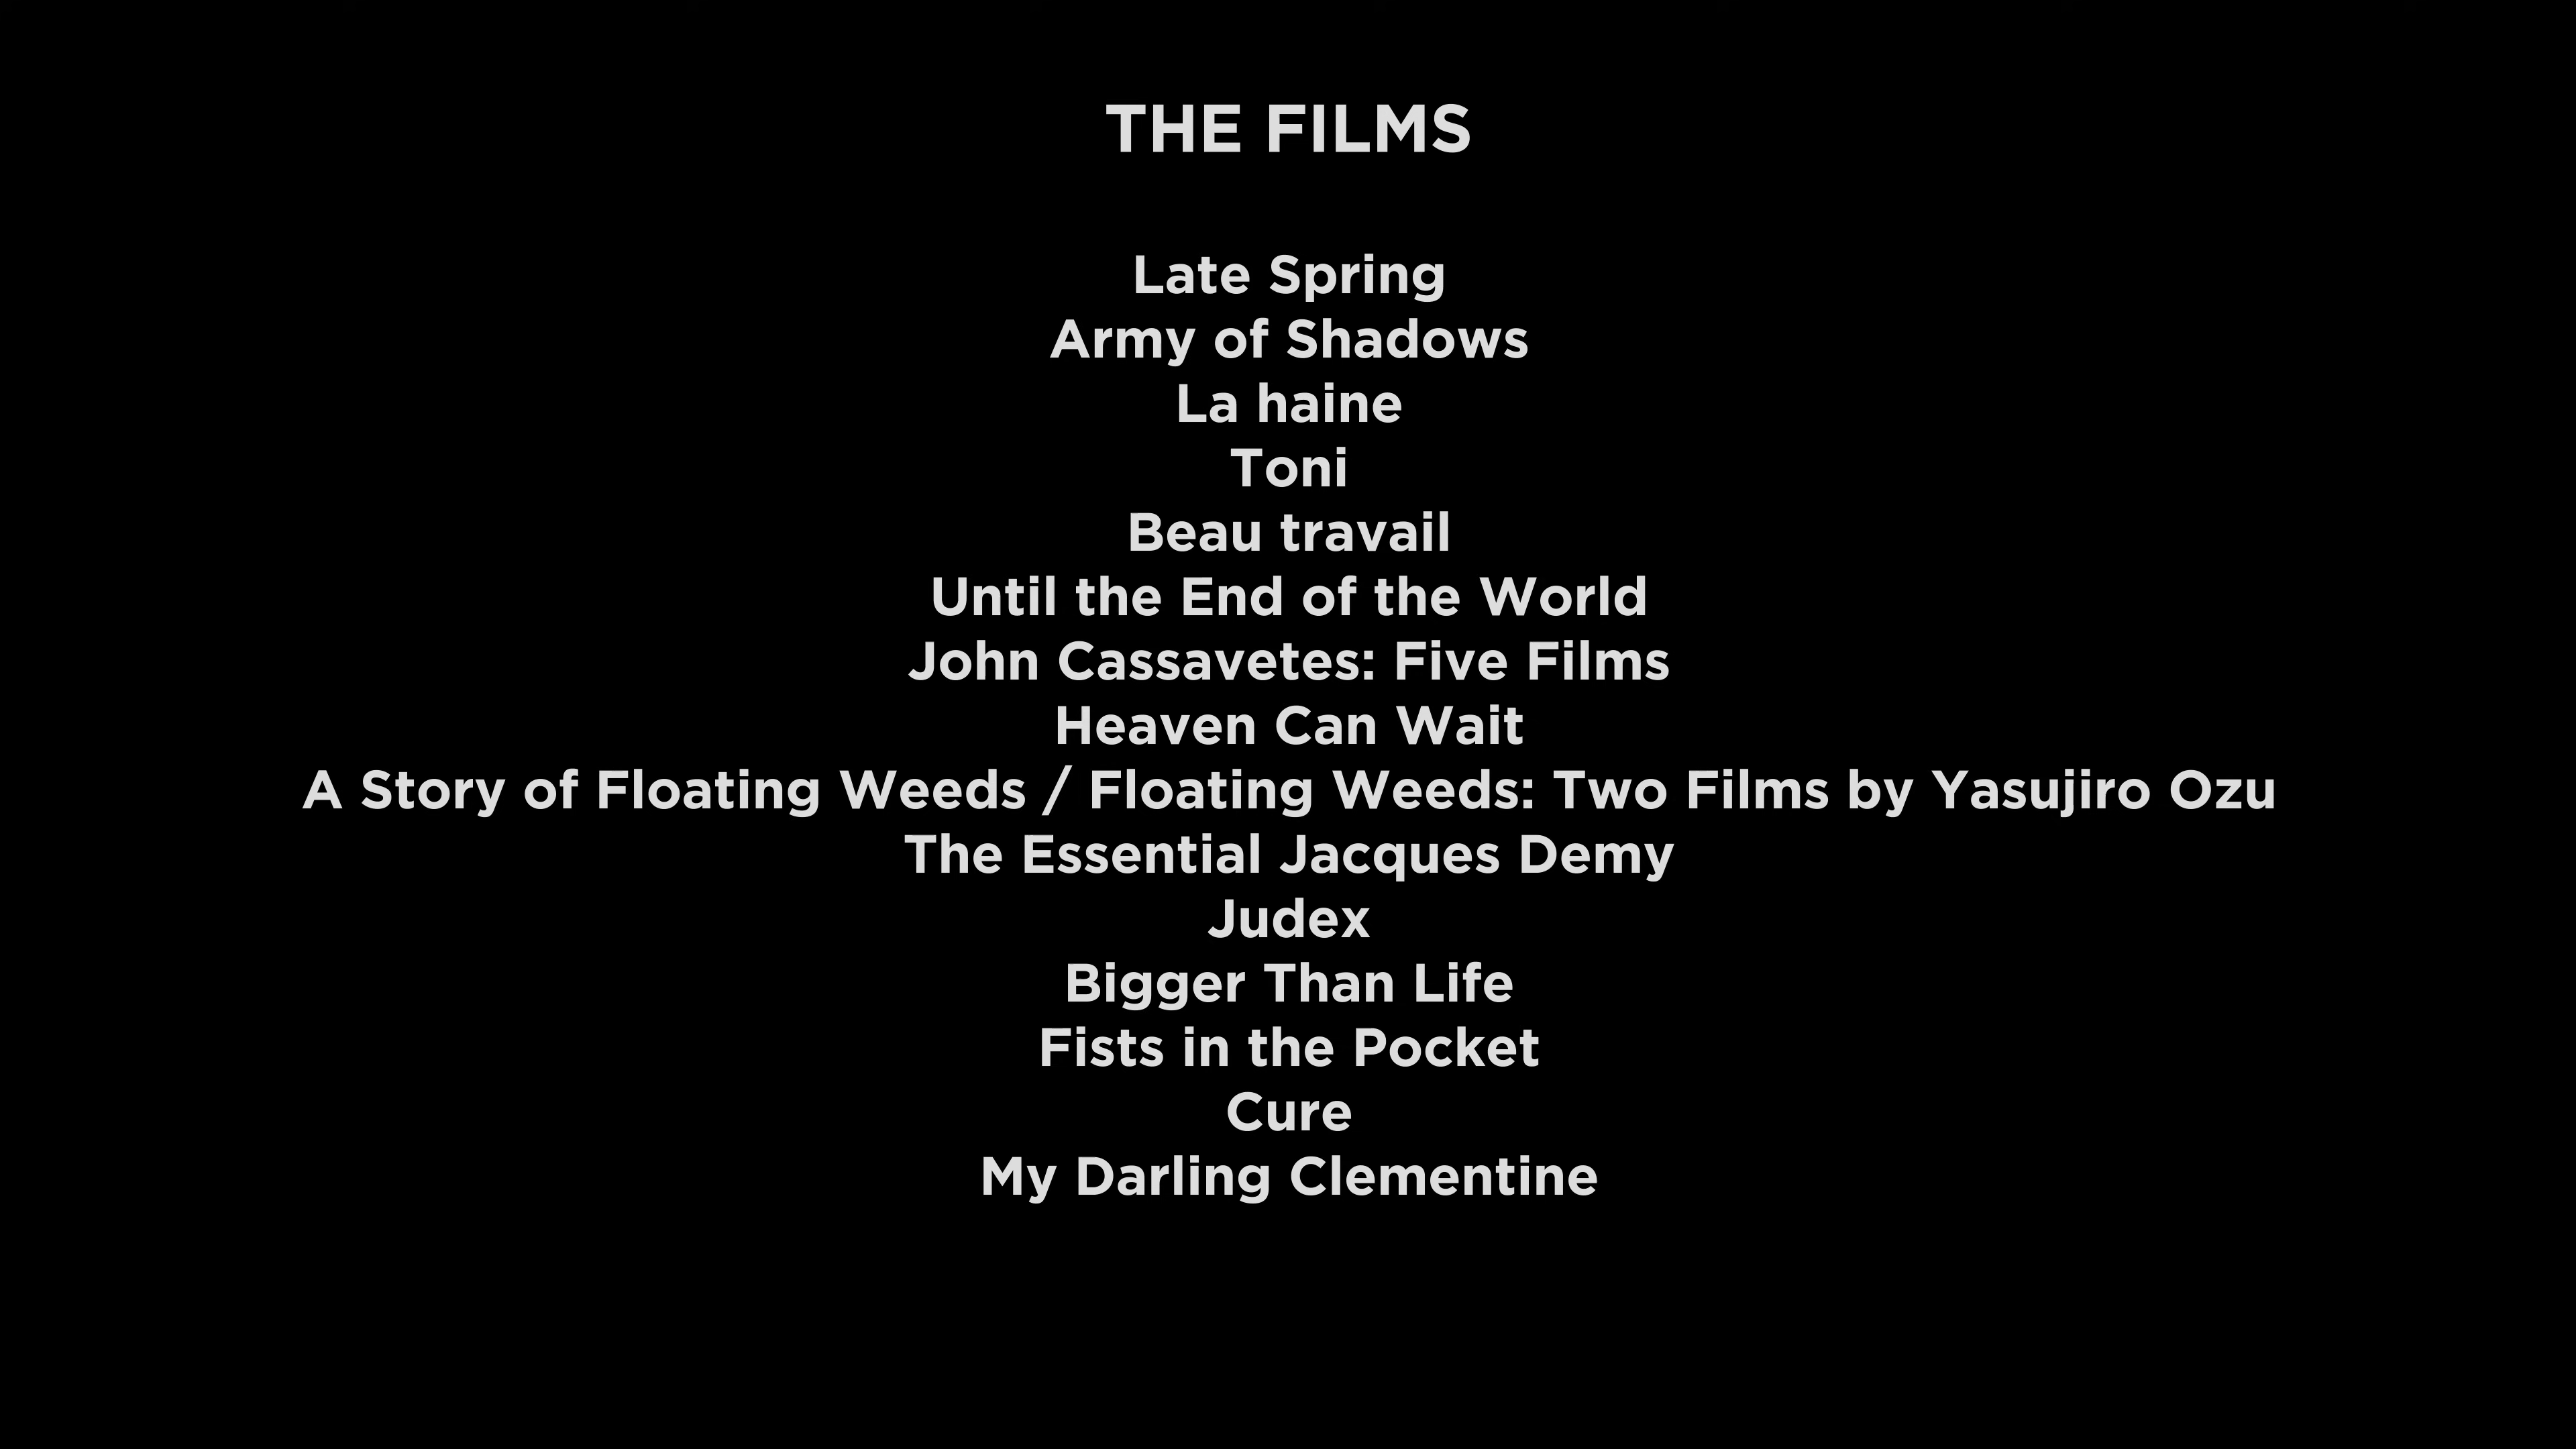 THE FILMS
Late Spring
Army of Shadows
La haine
Toni
Beau travail
Until the End of the World
John Cassavetes: Five Films
Heaven Can Wait
A Story of Floating Weeds / Floating Weeds: Two Films by Yasujiro Ozu
The Essential Jacques Demy
Judex
Bigger Than Life
Fists in the Pocket
Cure
My Darling Clementine